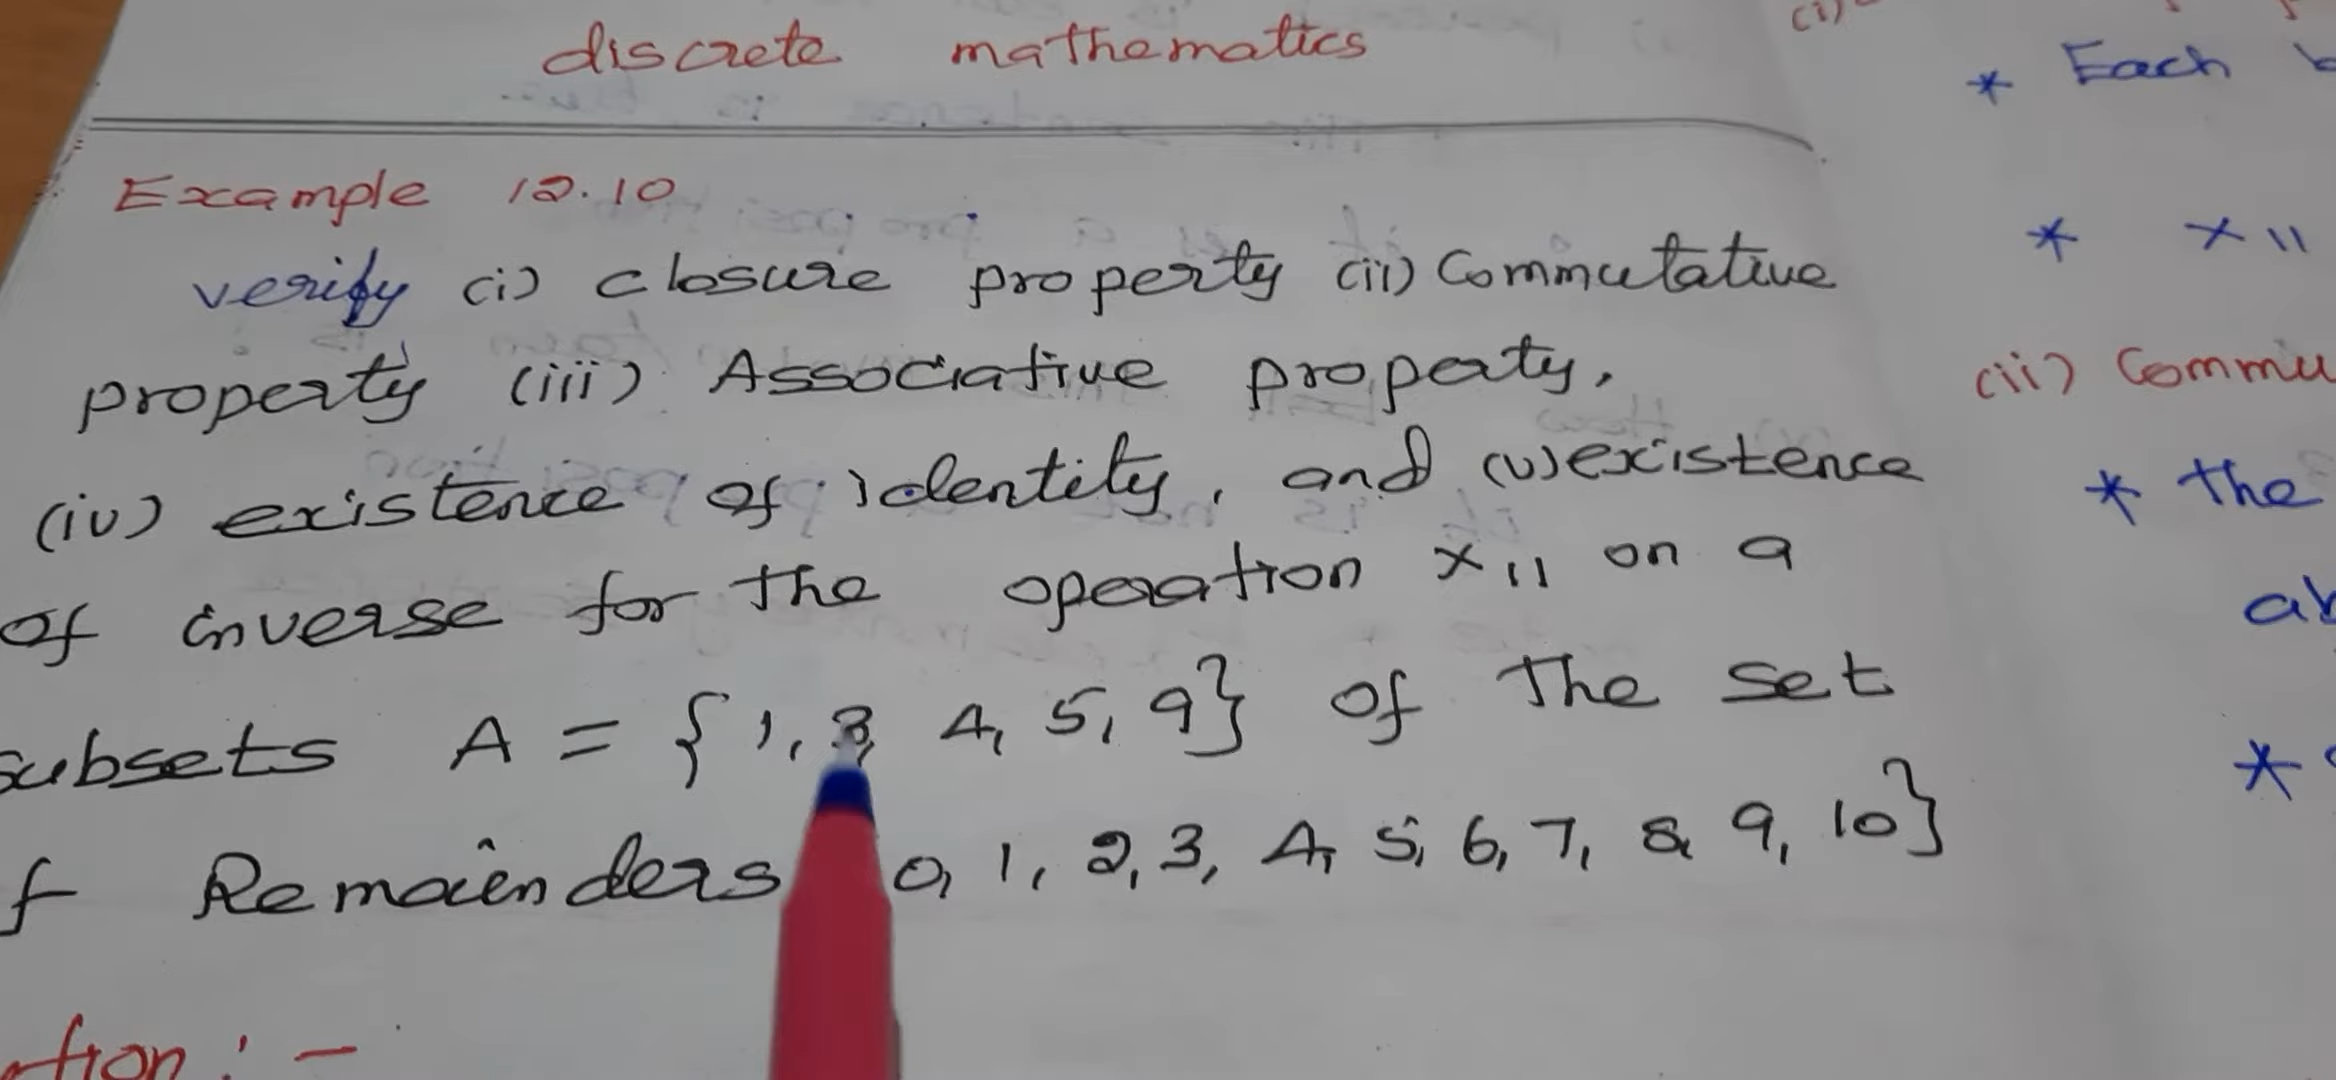 discrete mathematics
Example 12.10
verify (i) closure property (ii) Commutative
property (iii) Associative property,
(iv) existence of identity, and (v) existence
of inverse for the operation ×11 on a
subsets A = {1, 3, 4, 5, 9} of the set
f Remainders 0, 1, 2, 3, 4, 5, 6, 7, 8, 9, 10}
tion : -
(i)
* Each
* ×11
(ii) Commu
* the
ab
*